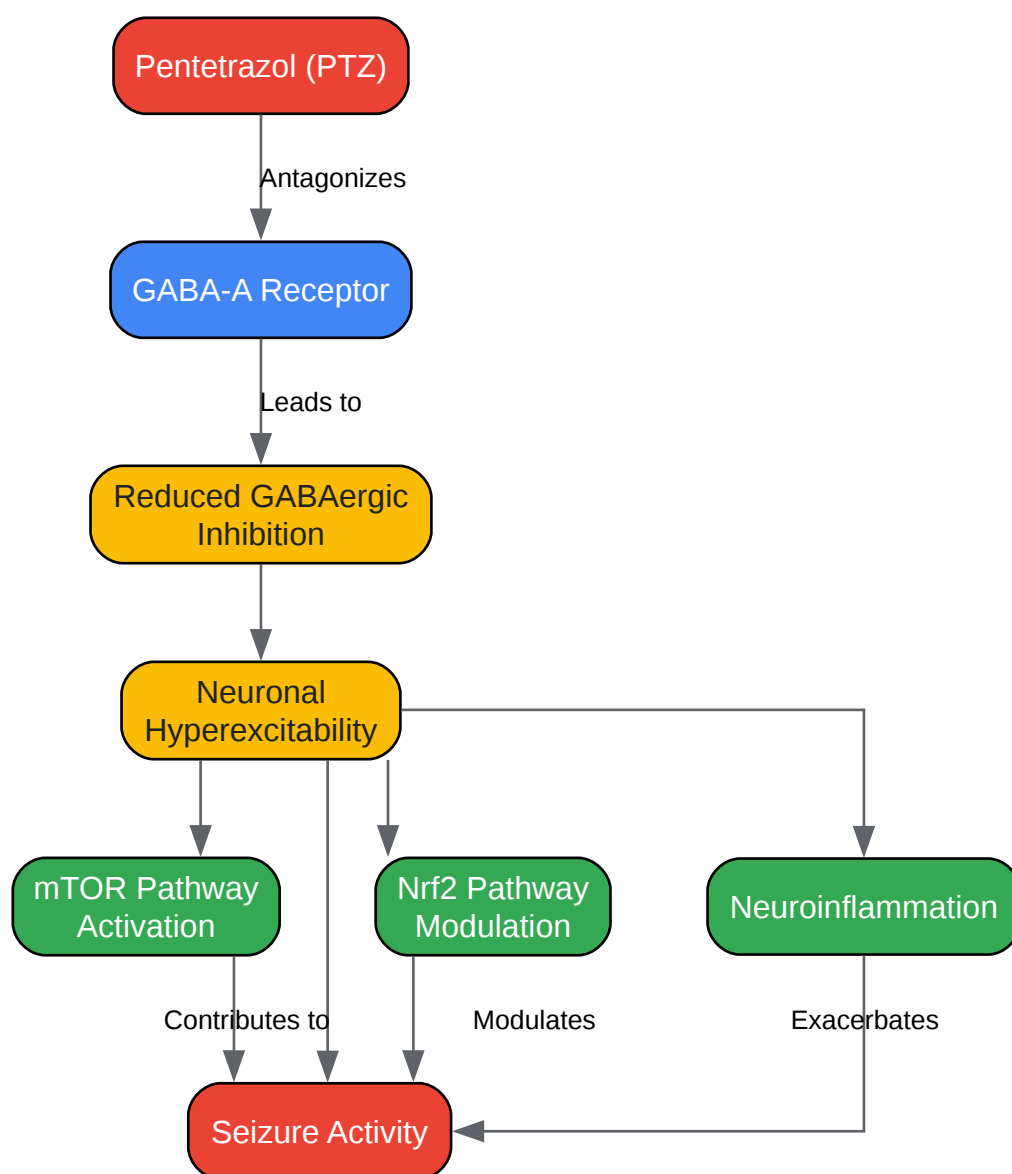 Pentetrazol (PTZ)
Antagonizes
GABA-A Receptor
Leads to
Reduced GABAergic
Inhibition
Neuronal
Hyperexcitability
mTOR Pathway
Activation
Nrf2 Pathway
Modulation
Neuroinflammation
Contributes to
Modulates
Exacerbates
Seizure Activity